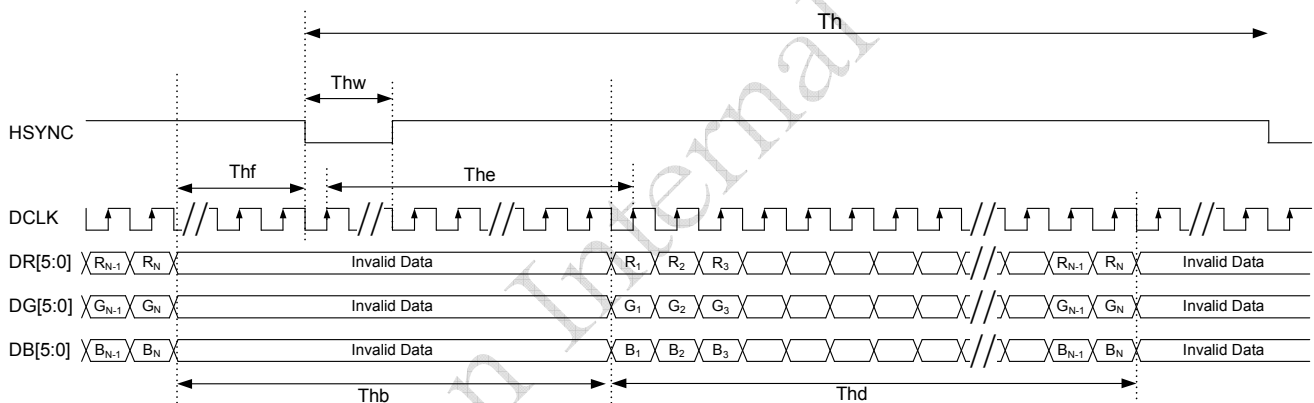 Th
Thw
HSYNC
Thf
The
DCLK
DR[5:0] RN-1 RN Invalid Data R1 R2 R3 RN-1 RN Invalid Data
DG[5:0] GN-1 GN Invalid Data G1 G2 G3 GN-1 GN Invalid Data
DB[5:0] BN-1 BN Invalid Data B1 B2 B3 BN-1 BN Invalid Data
Thb
Thd
n Internal